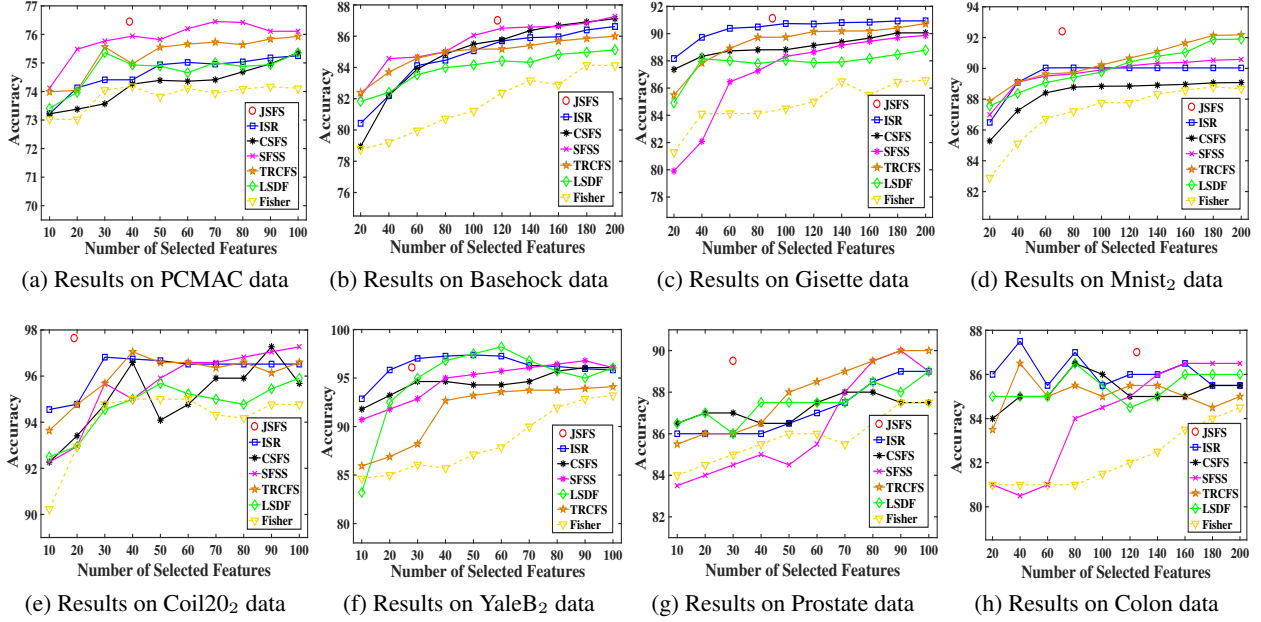 77
76
75
74
73
72
71
70
Accuracy
10 20 30 40 50 60 70 80 90 100
Number of Selected Features
JSFS
ISR
CSFS
SFSS
TRCFS
LSDF
Fisher
(a) Results on PCMAC data
88
86
84
82
80
78
76
74
Accuracy
20 40 60 80 100 120 140 160 180 200
Number of Selected Features
JSFS
ISR
CSFS
SFSS
TRCFS
LSDF
Fisher
(b) Results on Basehock data
92
90
88
86
84
82
80
78
Accuracy
20 40 60 80 100 120 140 160 180 200
Number of Selected Features
JSFS
ISR
CSFS
SFSS
TRCFS
LSDF
Fisher
(c) Results on Gisette data
94
92
90
88
86
84
82
Accuracy
20 40 60 80 100 120 140 160 180 200
Number of Selected Features
JSFS
ISR
CSFS
SFSS
TRCFS
LSDF
Fisher
(d) Results on Mnist₂ data
98
96
94
92
90
Accuracy
10 20 30 40 50 60 70 80 90 100
Number of Selected Features
JSFS
ISR
CSFS
SFSS
TRCFS
LSDF
Fisher
(e) Results on Coil20₂ data
100
95
90
85
80
Accuracy
10 20 30 40 50 60 70 80 90 100
Number of Selected Features
JSFS
ISR
CSFS
SFSS
LSDF
TRCFS
Fisher
(f) Results on YaleB₂ data
90
88
86
84
82
Accuracy
10 20 30 40 50 60 70 80 90 100
Number of Selected Features
JSFS
ISR
CSFS
SFSS
TRCFS
LSDF
Fisher
(g) Results on Prostate data
88
86
84
82
80
Accuracy
20 40 60 80 100 120 140 160 180 200
Number of Selected Features
JSFS
ISR
CSFS
SFSS
TRCFS
LSDF
Fisher
(h) Results on Colon data